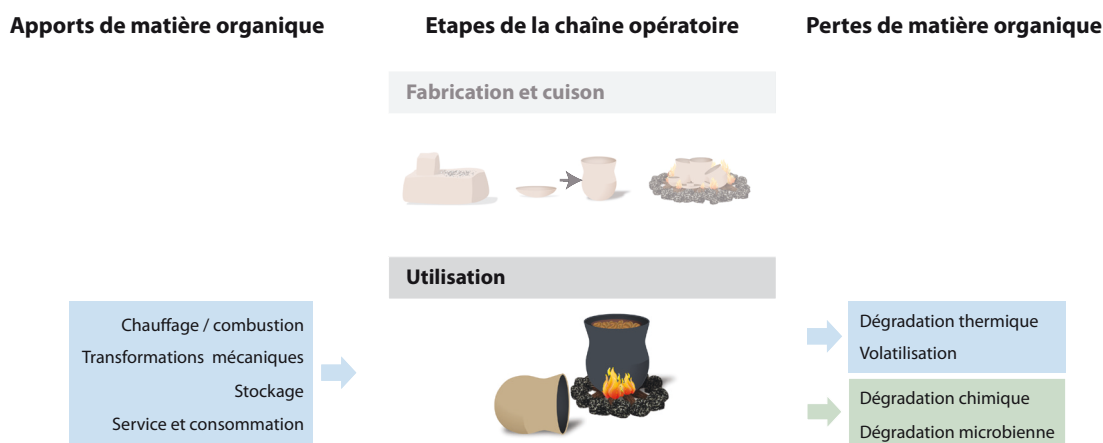 Apports de matière organique
Etapes de la chaîne opératoire
Pertes de matière organique
Fabrication et cuison
Utilisation
Chauffage / combustion
Transformations mécaniques
Stockage
Service et consommation
Dégradation thermique
Volatilisation
Dégradation chimique
Dégradation microbienne